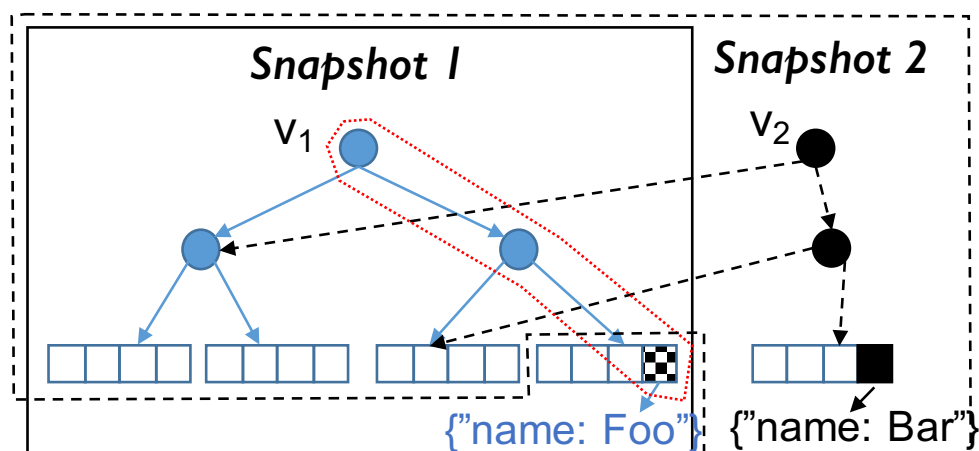 Snapshot 1
Snapshot 2
v1
v2
{"name: Foo"}
{"name: Bar"}